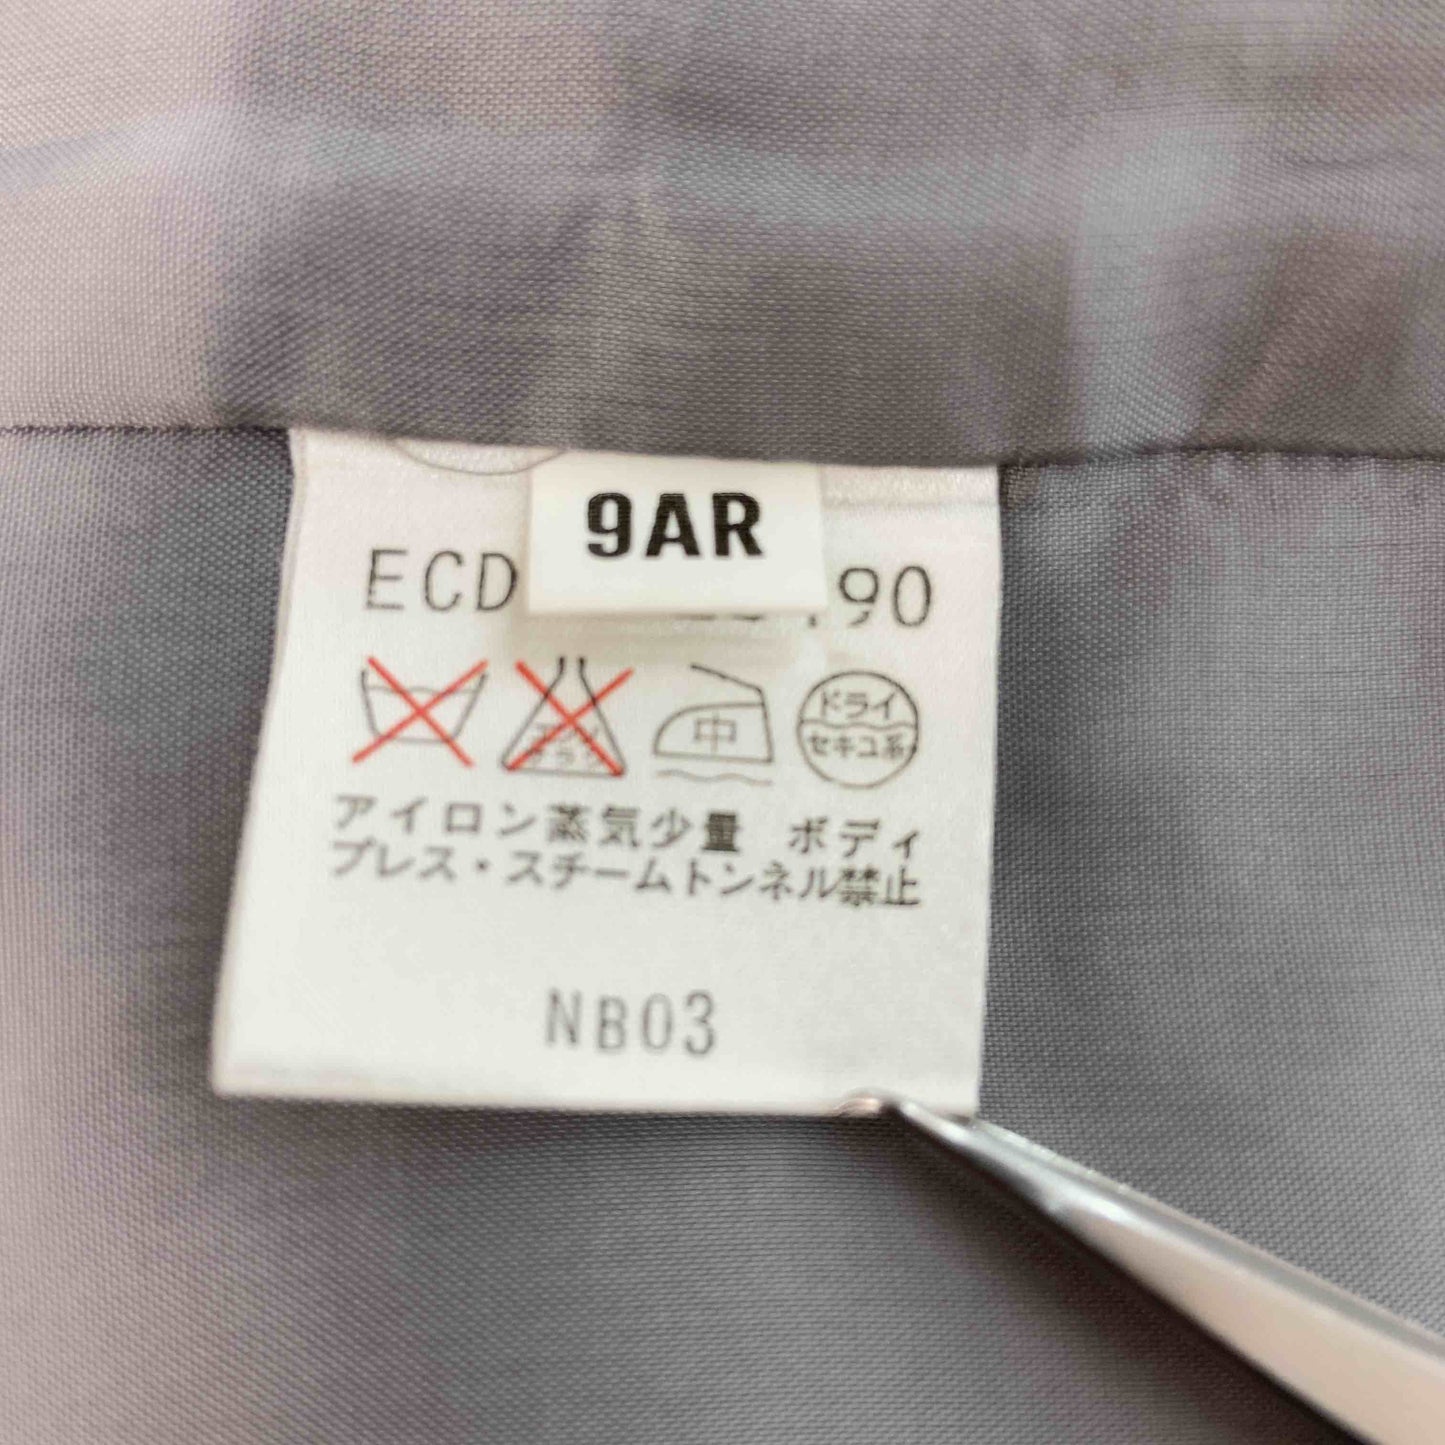 9AR
ECD .90
中 ドライ
セキユ系
アイロン蒸気少量 ボディ
プレス・スチームトンネル禁止
NB03